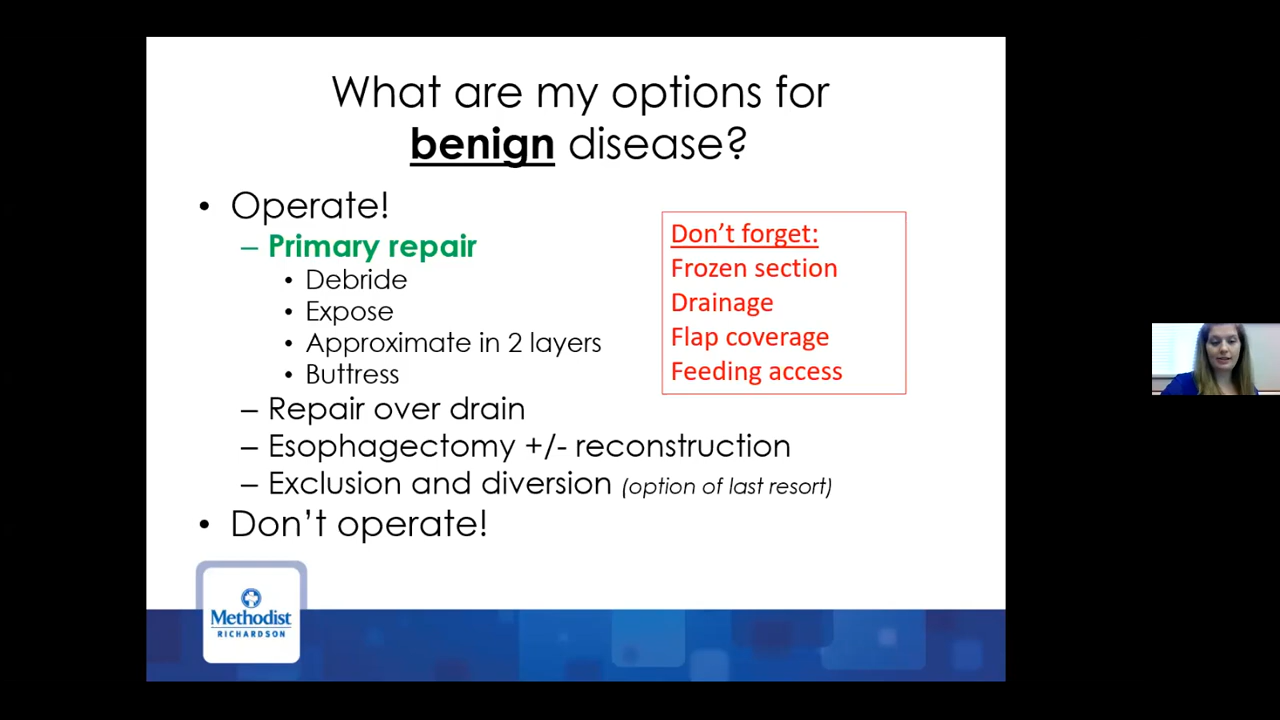 What are my options for
benign disease?
• Operate!
– Primary repair
• Debride
• Expose
• Approximate in 2 layers
• Buttress
– Repair over drain
– Esophagectomy +/- reconstruction
– Exclusion and diversion (option of last resort)
• Don’t operate!
Don’t forget:
Frozen section
Drainage
Flap coverage
Feeding access
Methodist
RICHARDSON